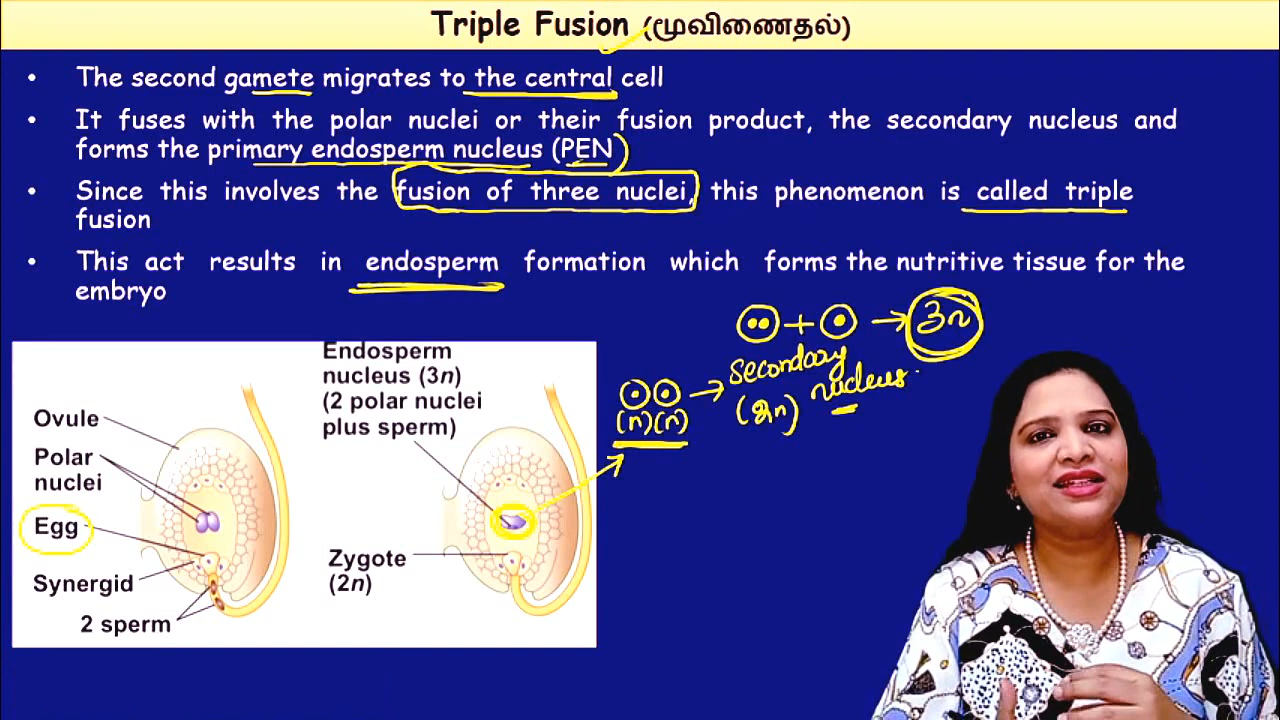 Triple Fusion (மூவிணைதல்)
• The second gamete migrates to the central cell
• It fuses with the polar nuclei or their fusion product, the secondary nucleus and
forms the primary endosperm nucleus (PEN)
• Since this involves the fusion of three nuclei, this phenomenon is called triple
fusion
• This act results in endosperm formation which forms the nutritive tissue for the
embryo
Ovule
Polar
nuclei
Egg
Synergid
2 sperm
Endosperm
nucleus (3n)
(2 polar nuclei
plus sperm)
Zygote
(2n)
(n)(n)
+ → 3n
→ secondary
nucleus.
(2n)